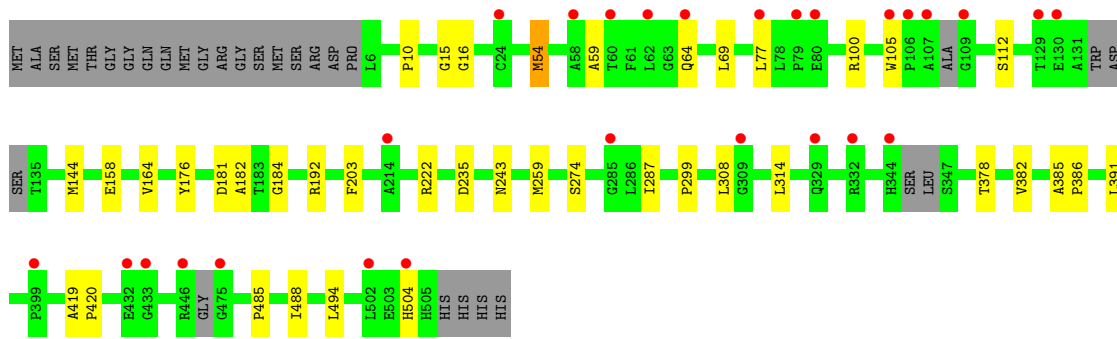 MET ALA SER MET THR GLY GLY GLN GLN MET GLY ARG GLY SER MET SER ARG ASP PRO L6 P10 G15 G16 C24 M54 A58 A59 T60 F61 L62 G63 Q64 L69 L77 L78 P79 E80 R100 W105 P106 A107 ALA G109 S112 T129 E130 A131 TRP ASP
SER T135 M144 E158 V164 Y176 D181 A182 T183 G184 R192 F203 A214 R222 D235 N243 M259 S274 G285 L286 I287 P299 L308 G309 L314 Q329 R332 H344 SER LEU S347 T378 V382 A385 P386 L391
P399 A419 P420 E432 G433 R446 GLY G475 P485 I488 L494 L502 E503 H504 H505 HIS HIS HIS HIS